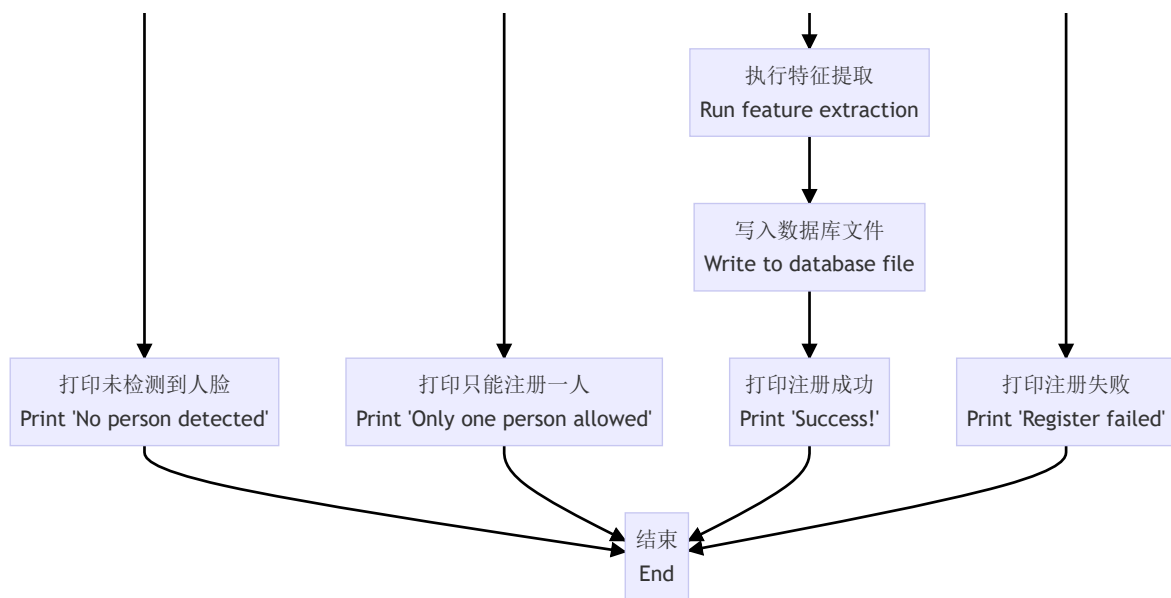 执行特征提取
Run feature extraction
写入数据库文件
Write to database file
打印未检测到人脸
Print 'No person detected'
打印只能注册一人
Print 'Only one person allowed'
打印注册成功
Print 'Success!'
打印注册失败
Print 'Register failed'
结束
End